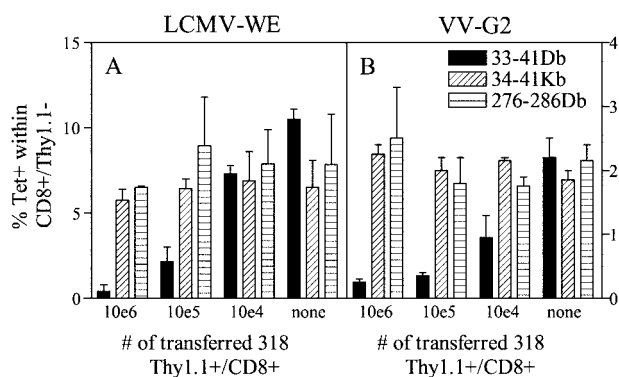 LCMV-WE
VV-G2
% Tet+ within
CD8+/Thy1.1-
15
10
5
0
A
B
33-41Db
34-41Kb
276-286Db
4
3
2
1
0
10e6 10e5 10e4 none
10e6 10e5 10e4 none
# of transferred 318
Thy1.1+/CD8+
# of transferred 318
Thy1.1+/CD8+